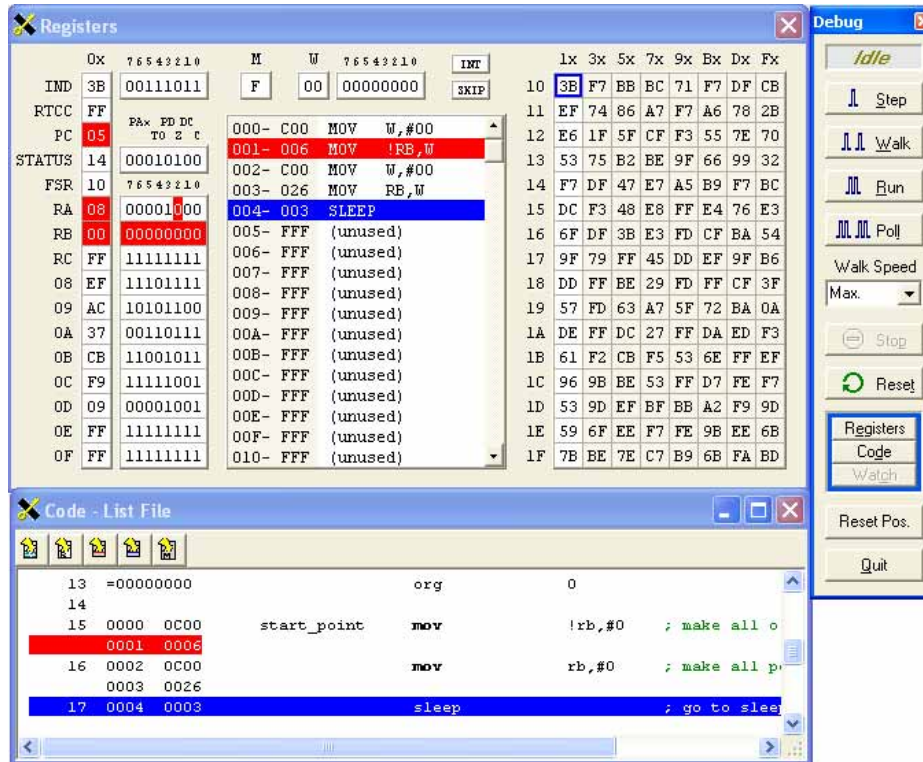 Registers
0x 76543210 M W 76543210 INT 1x 3x 5x 7x 9x Bx Dx Fx
IND 3B 00111011 F 00 00000000 SKIP 10 3B F7 BB BC 71 F7 DF CB
RTCC FF 11 EF 74 86 A7 F7 A6 78 2B
PAx PD DC
PC 05 TO Z C 000- C00 MOV W,#00 12 E6 1F 5F CF F3 55 7E 70
STATUS 14 00010100 001- 006 MOV !RB,W 13 53 75 B2 BE 9F 66 99 32
002- C00 MOV W,#00
FSR 10 76543210 003- 026 MOV RB,W 14 F7 DF 47 E7 A5 B9 F7 BC
RA 08 00001000 004- 003 SLEEP 15 DC F3 48 E8 FF E4 76 E3
RB 00 00000000 005- FFF (unused) 16 6F DF 3B E3 FD CF BA 54
006- FFF (unused)
RC FF 11111111 007- FFF (unused) 17 9F 79 FF 45 DD EF 9F B6
08 EF 11101111 008- FFF (unused) 18 DD FF BE 29 FD FF CF 3F
09 AC 10101100 009- FFF (unused) 19 57 FD 63 A7 5F 72 BA 0A
0A 37 00110111 00A- FFF (unused) 1A DE FF DC 27 FF DA ED F3
0B CB 11001011 00B- FFF (unused) 1B 61 F2 CB F5 53 6E FF EF
00C- FFF (unused)
0C F9 11111001 00D- FFF (unused) 1C 96 9B BE 53 FF D7 FE F7
0D 09 00001001 00E- FFF (unused) 1D 53 9D EF BF BB A2 F9 9D
0E FF 11111111 00F- FFF (unused) 1E 59 6F EE F7 FE 9B EE 6B
0F FF 11111111 010- FFF (unused) 1F 7B BE 7E C7 B9 6B FA BD
Debug
Idle
Step
Walk
Run
Poll
Walk Speed
Max.
Stop
Reset
Registers
Code
Watch
Reset Pos.
Quit
Code - List File
13 =00000000 org 0
14
15 0000 0C00 start_point mov !rb,#0 ; make all o
0001 0006
16 0002 0C00 mov rb,#0 ; make all p
0003 0026
17 0004 0003 sleep ; go to sleep